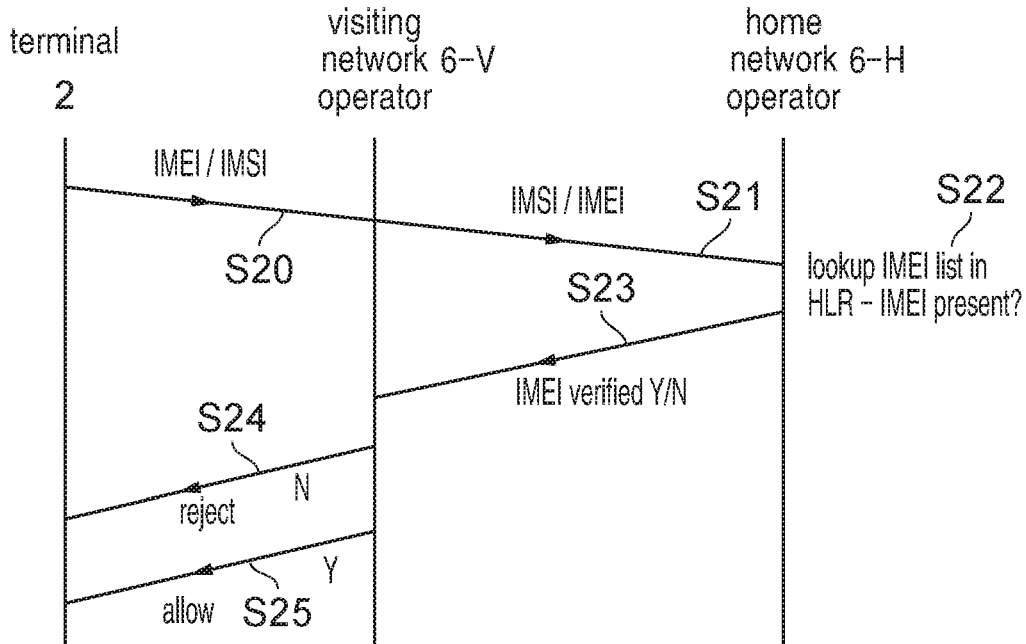 terminal
2
visiting
network 6-V
operator
home
network 6-H
operator
IMEI / IMSI
S20
IMSI / IMEI
S21
S22
lookup IMEI list in
HLR - IMEI present?
S23
IMEI verified Y/N
S24
N
reject
Y
allow
S25